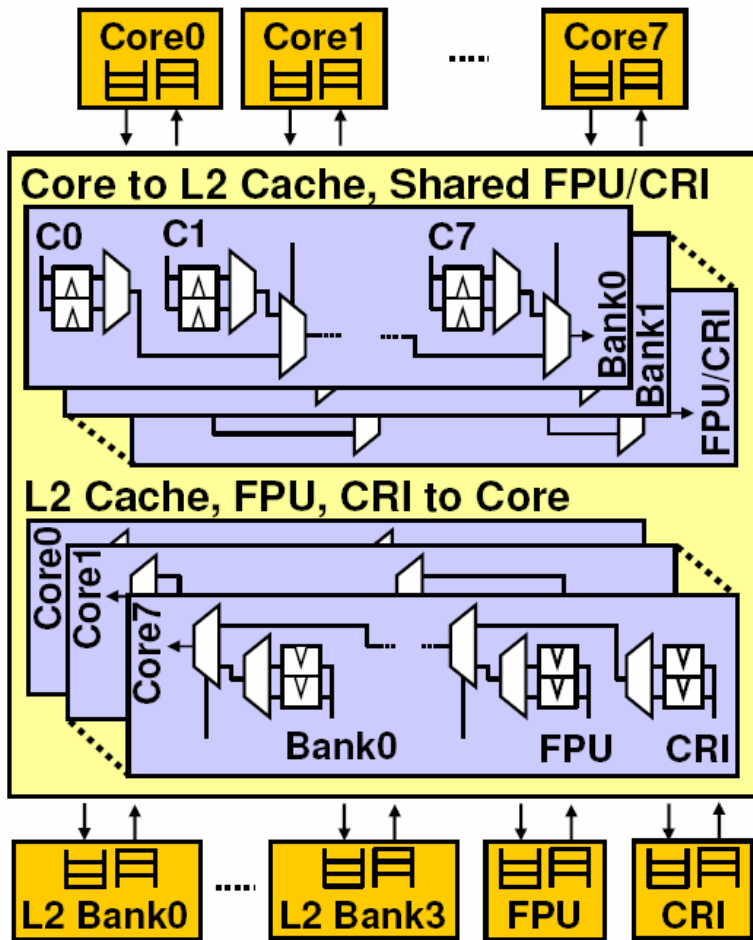 Core0 Core1 ..... Core7
Core to L2 Cache, Shared FPU/CRI
C0 C1 C7
Bank0
Bank1
FPU/CRI
L2 Cache, FPU, CRI to Core
Core0
Core1
Core7
Bank0 FPU CRI
L2 Bank0 ..... L2 Bank3 FPU CRI